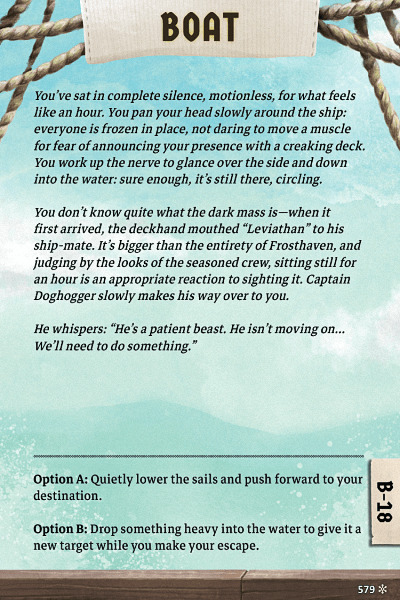 BOAT
You've sat in complete silence, motionless, for what feels
like an hour. You pan your head slowly around the ship:
everyone is frozen in place, not daring to move a muscle
for fear of announcing your presence with a creaking deck.
You work up the nerve to glance over the side and down
into the water: sure enough, it's still there, circling.
You don't know quite what the dark mass is—when it
first arrived, the deckhand mouthed “Leviathan” to his
ship-mate. It's bigger than the entirety of Frosthaven, and
judging by the looks of the seasoned crew, sitting still for
an hour is an appropriate reaction to sighting it. Captain
Doghogger slowly makes his way over to you.
He whispers: “He's a patient beast. He isn't moving on...
We'll need to do something.”
Option A: Quietly lower the sails and push forward to your
destination.
Option B: Drop something heavy into the water to give it a
new target while you make your escape.
B-18
579